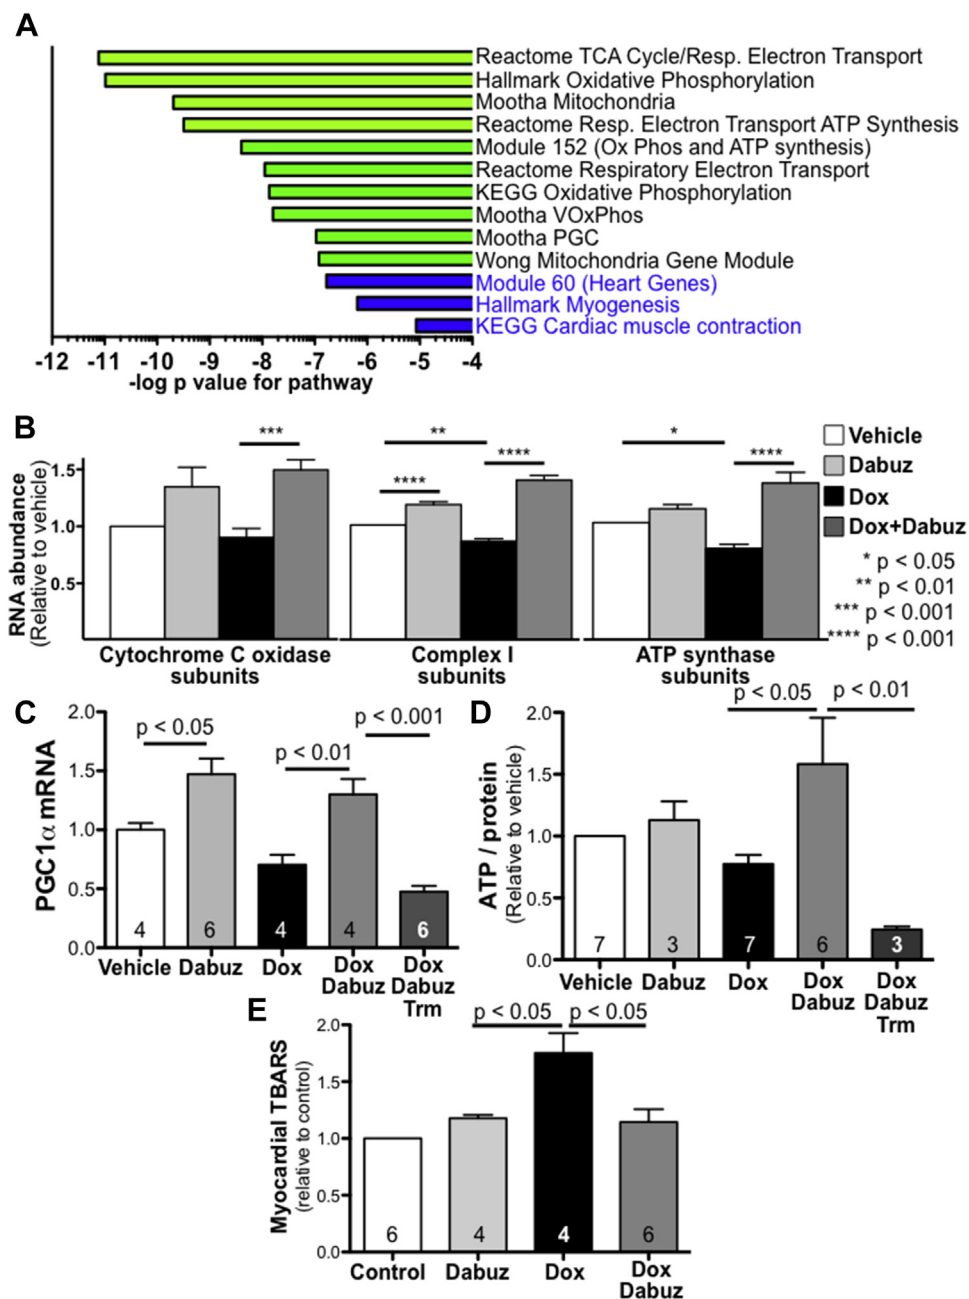 A
Reactome TCA Cycle/Resp. Electron Transport
Hallmark Oxidative Phosphorylation
Mootha Mitochondria
Reactome Resp. Electron Transport ATP Synthesis
Module 152 (Ox Phos and ATP synthesis)
Reactome Respiratory Electron Transport
KEGG Oxidative Phosphorylation
Mootha VOxPhos
Mootha PGC
Wong Mitochondria Gene Module
Module 60 (Heart Genes)
Hallmark Myogenesis
KEGG Cardiac muscle contraction
-12 -11 -10 -9 -8 -7 -6 -5 -4
-log p value for pathway
B
RNA abundance
(Relative to vehicle)
1.5
1.0
0.5
***
**
****
****
*
****
Cytochrome C oxidase
subunits
Complex I
subunits
ATP synthase
subunits
Vehicle
Dabuz
Dox
Dox+Dabuz
* p < 0.05
** p < 0.01
*** p < 0.001
**** p < 0.001
C
PGC1α mRNA
2.0
1.5
1.0
0.5
0.0
p < 0.05
p < 0.01
p < 0.001
4 6 4 4 6
Vehicle Dabuz Dox Dox Dox
Dabuz Dabuz
Trm
D
ATP / protein
(Relative to vehicle)
2.0
1.5
1.0
0.5
0.0
p < 0.05 p < 0.01
7 3 7 6 3
Vehicle Dabuz Dox Dox Dox
Dabuz Dabuz
Trm
E
Myocardial TBARS
(relative to control)
2.0
1.5
1.0
0.5
0.0
p < 0.05 p < 0.05
6 4 4 6
Control Dabuz Dox Dox
Dabuz